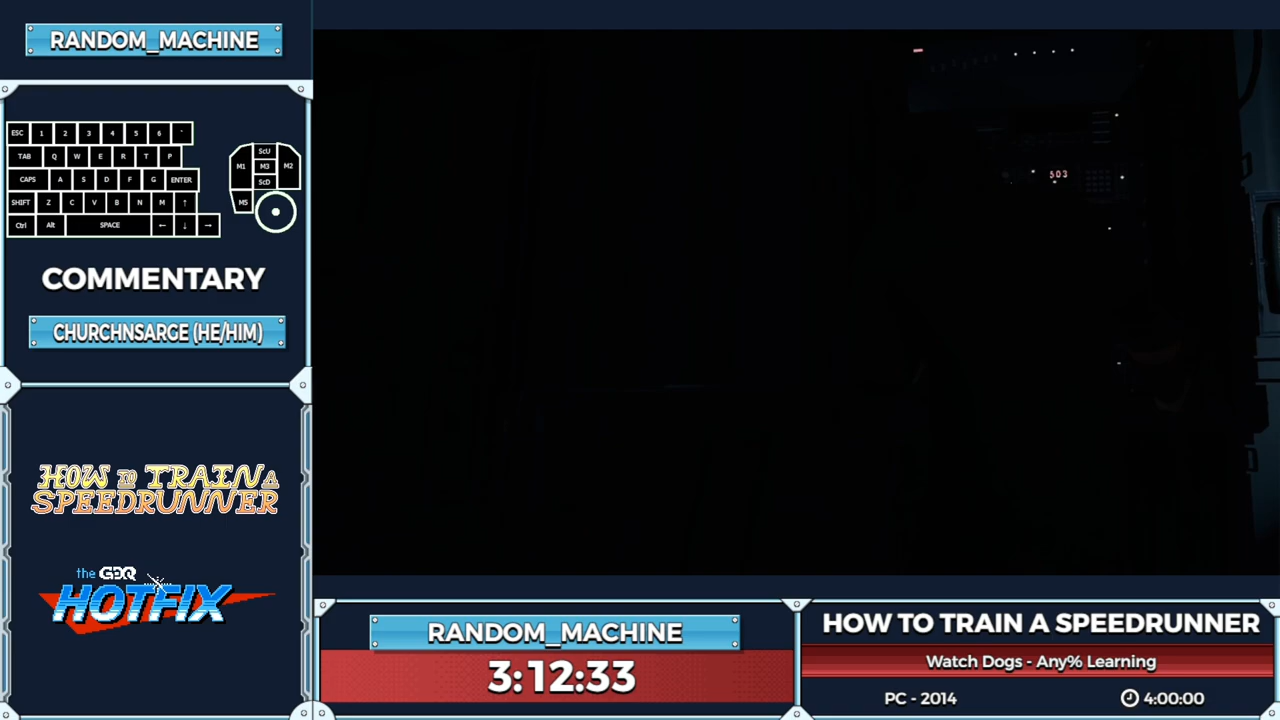 RANDOM_MACHINE
ESC 1 2 3 4 5 6
TAB Q W E R T P
CAPS A S D F G ENTER
SHIFT Z C V B N M ↑
Ctrl Alt SPACE ← ↓ →
ScU
M1 M3 M2
ScD
M5
COMMENTARY
CHURCHNSARGE (HE/HIM)
HOW TO TRAIN A
SPEEDRUNNER
the GDQ
HOTFIX
503
RANDOM_MACHINE
3:12:33
HOW TO TRAIN A SPEEDRUNNER
Watch Dogs - Any% Learning
PC - 2014
4:00:00